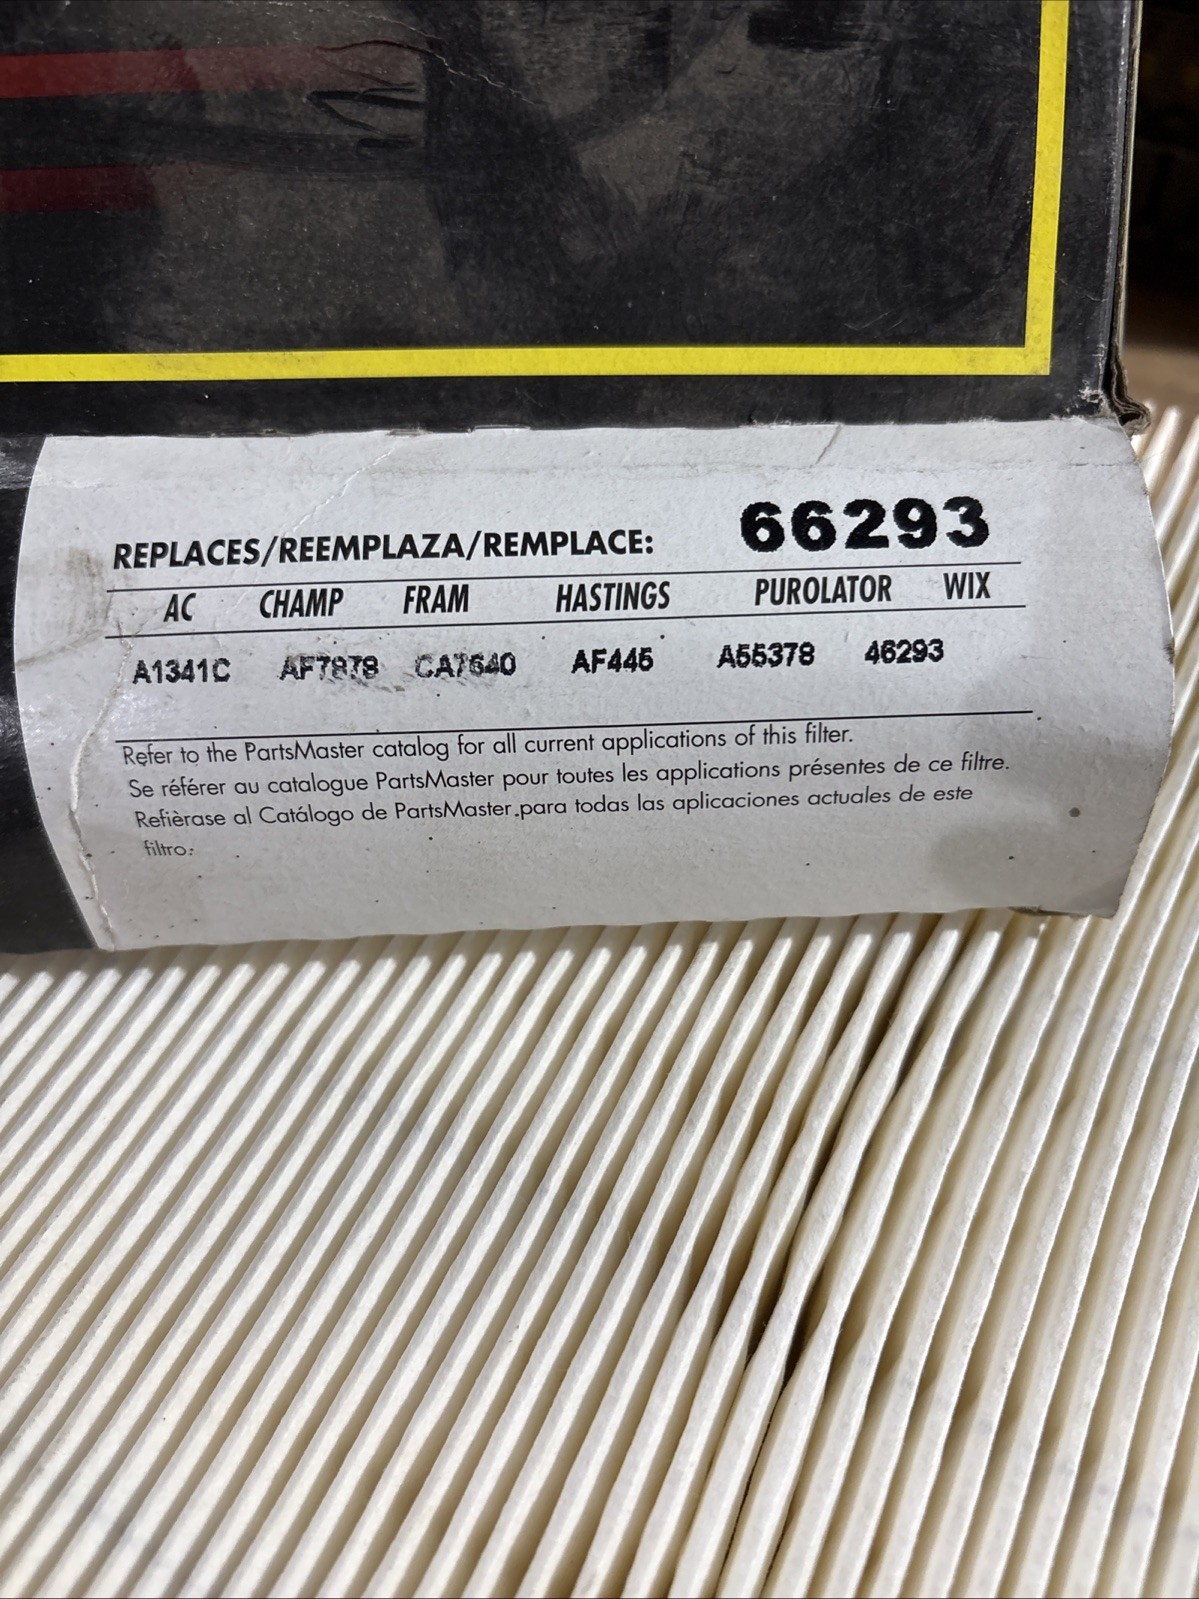 REPLACES/REEMPLAZA/REMPLACE: 66293
AC CHAMP FRAM HASTINGS PUROLATOR WIX
A1341C AF7878 CA7640 AF445 A55378 46293
Refer to the PartsMaster catalog for all current applications of this filter.
Se référer au catalogue PartsMaster pour toutes les applications présentes de ce filtre.
Refièrase al Catálogo de PartsMaster para todas las aplicaciones actuales de este
filtro.